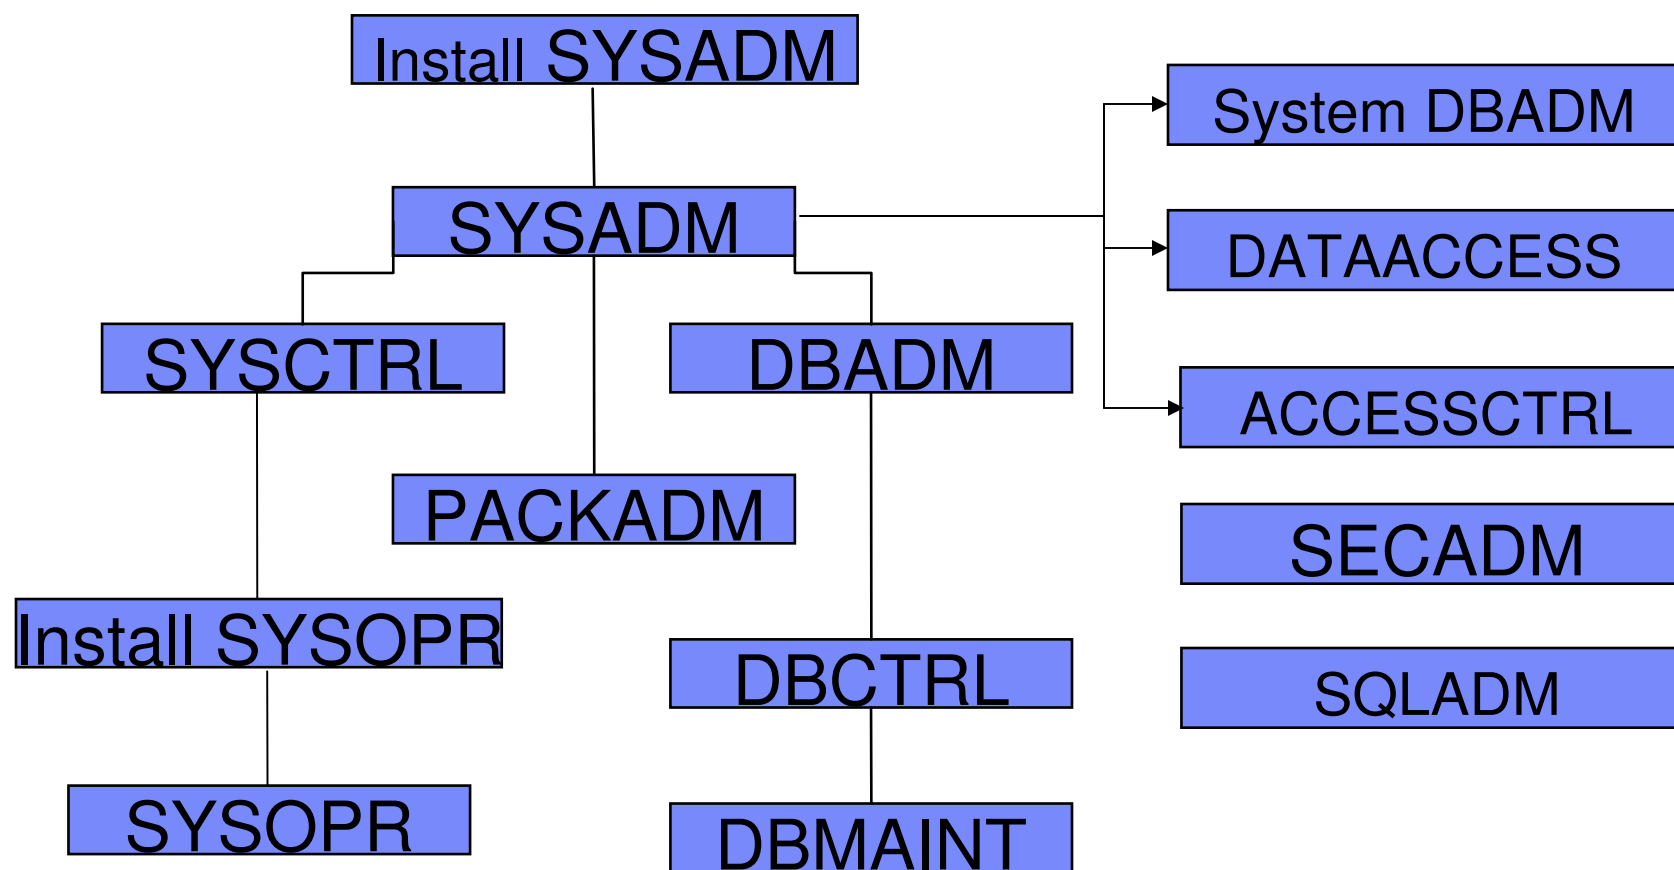 Install SYSADM
SYSADM
SYSCTRL
DBADM
PACKADM
Install SYSOPR
DBCTRL
SYSOPR
DBMAINT
System DBADM
DATAACCESS
ACCESSCTRL
SECADM
SQLADM